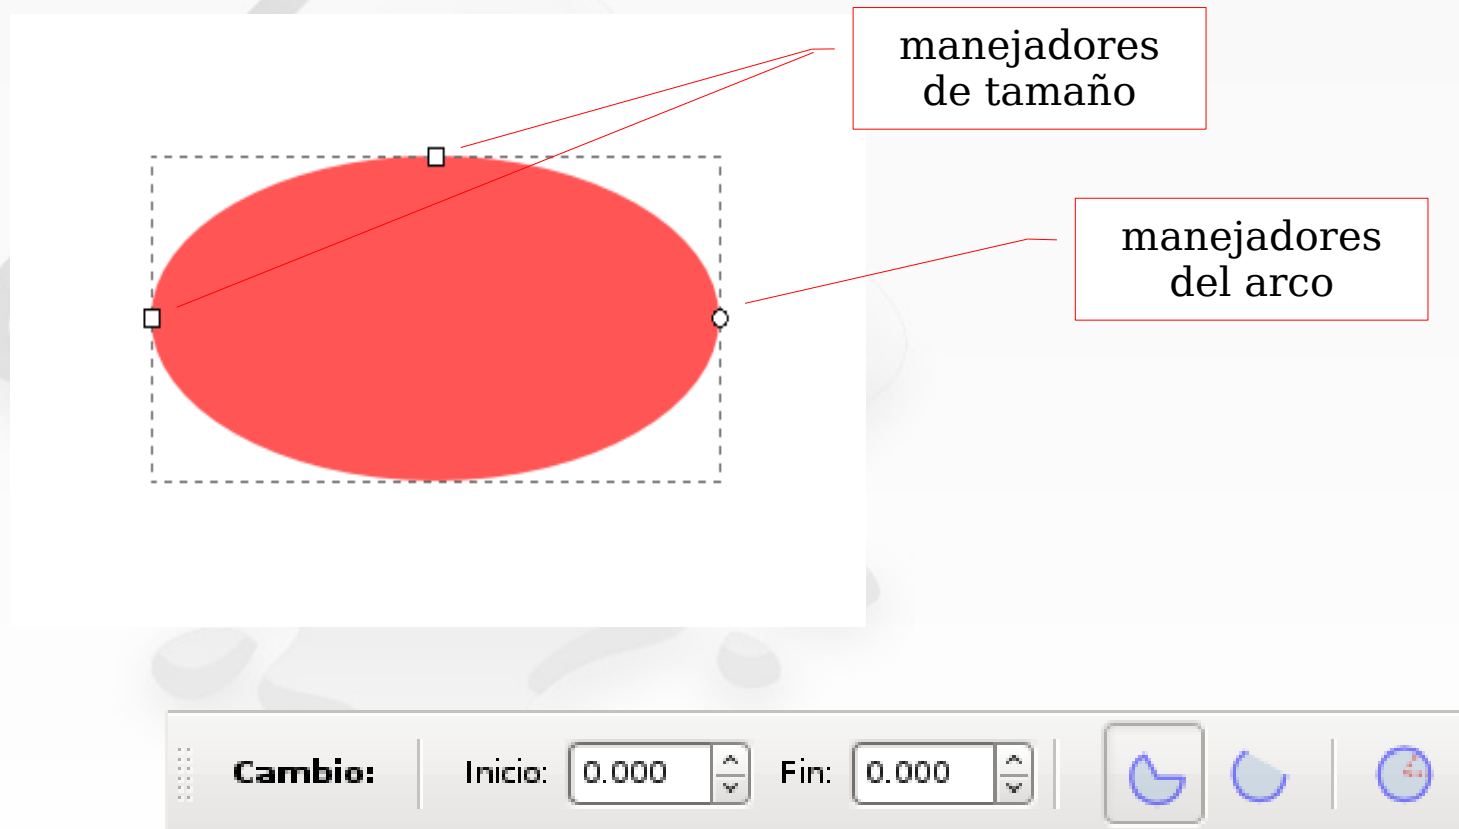 manejadores
de tamaño
manejadores
del arco
Cambio: Inicio: 0.000 Fin: 0.000